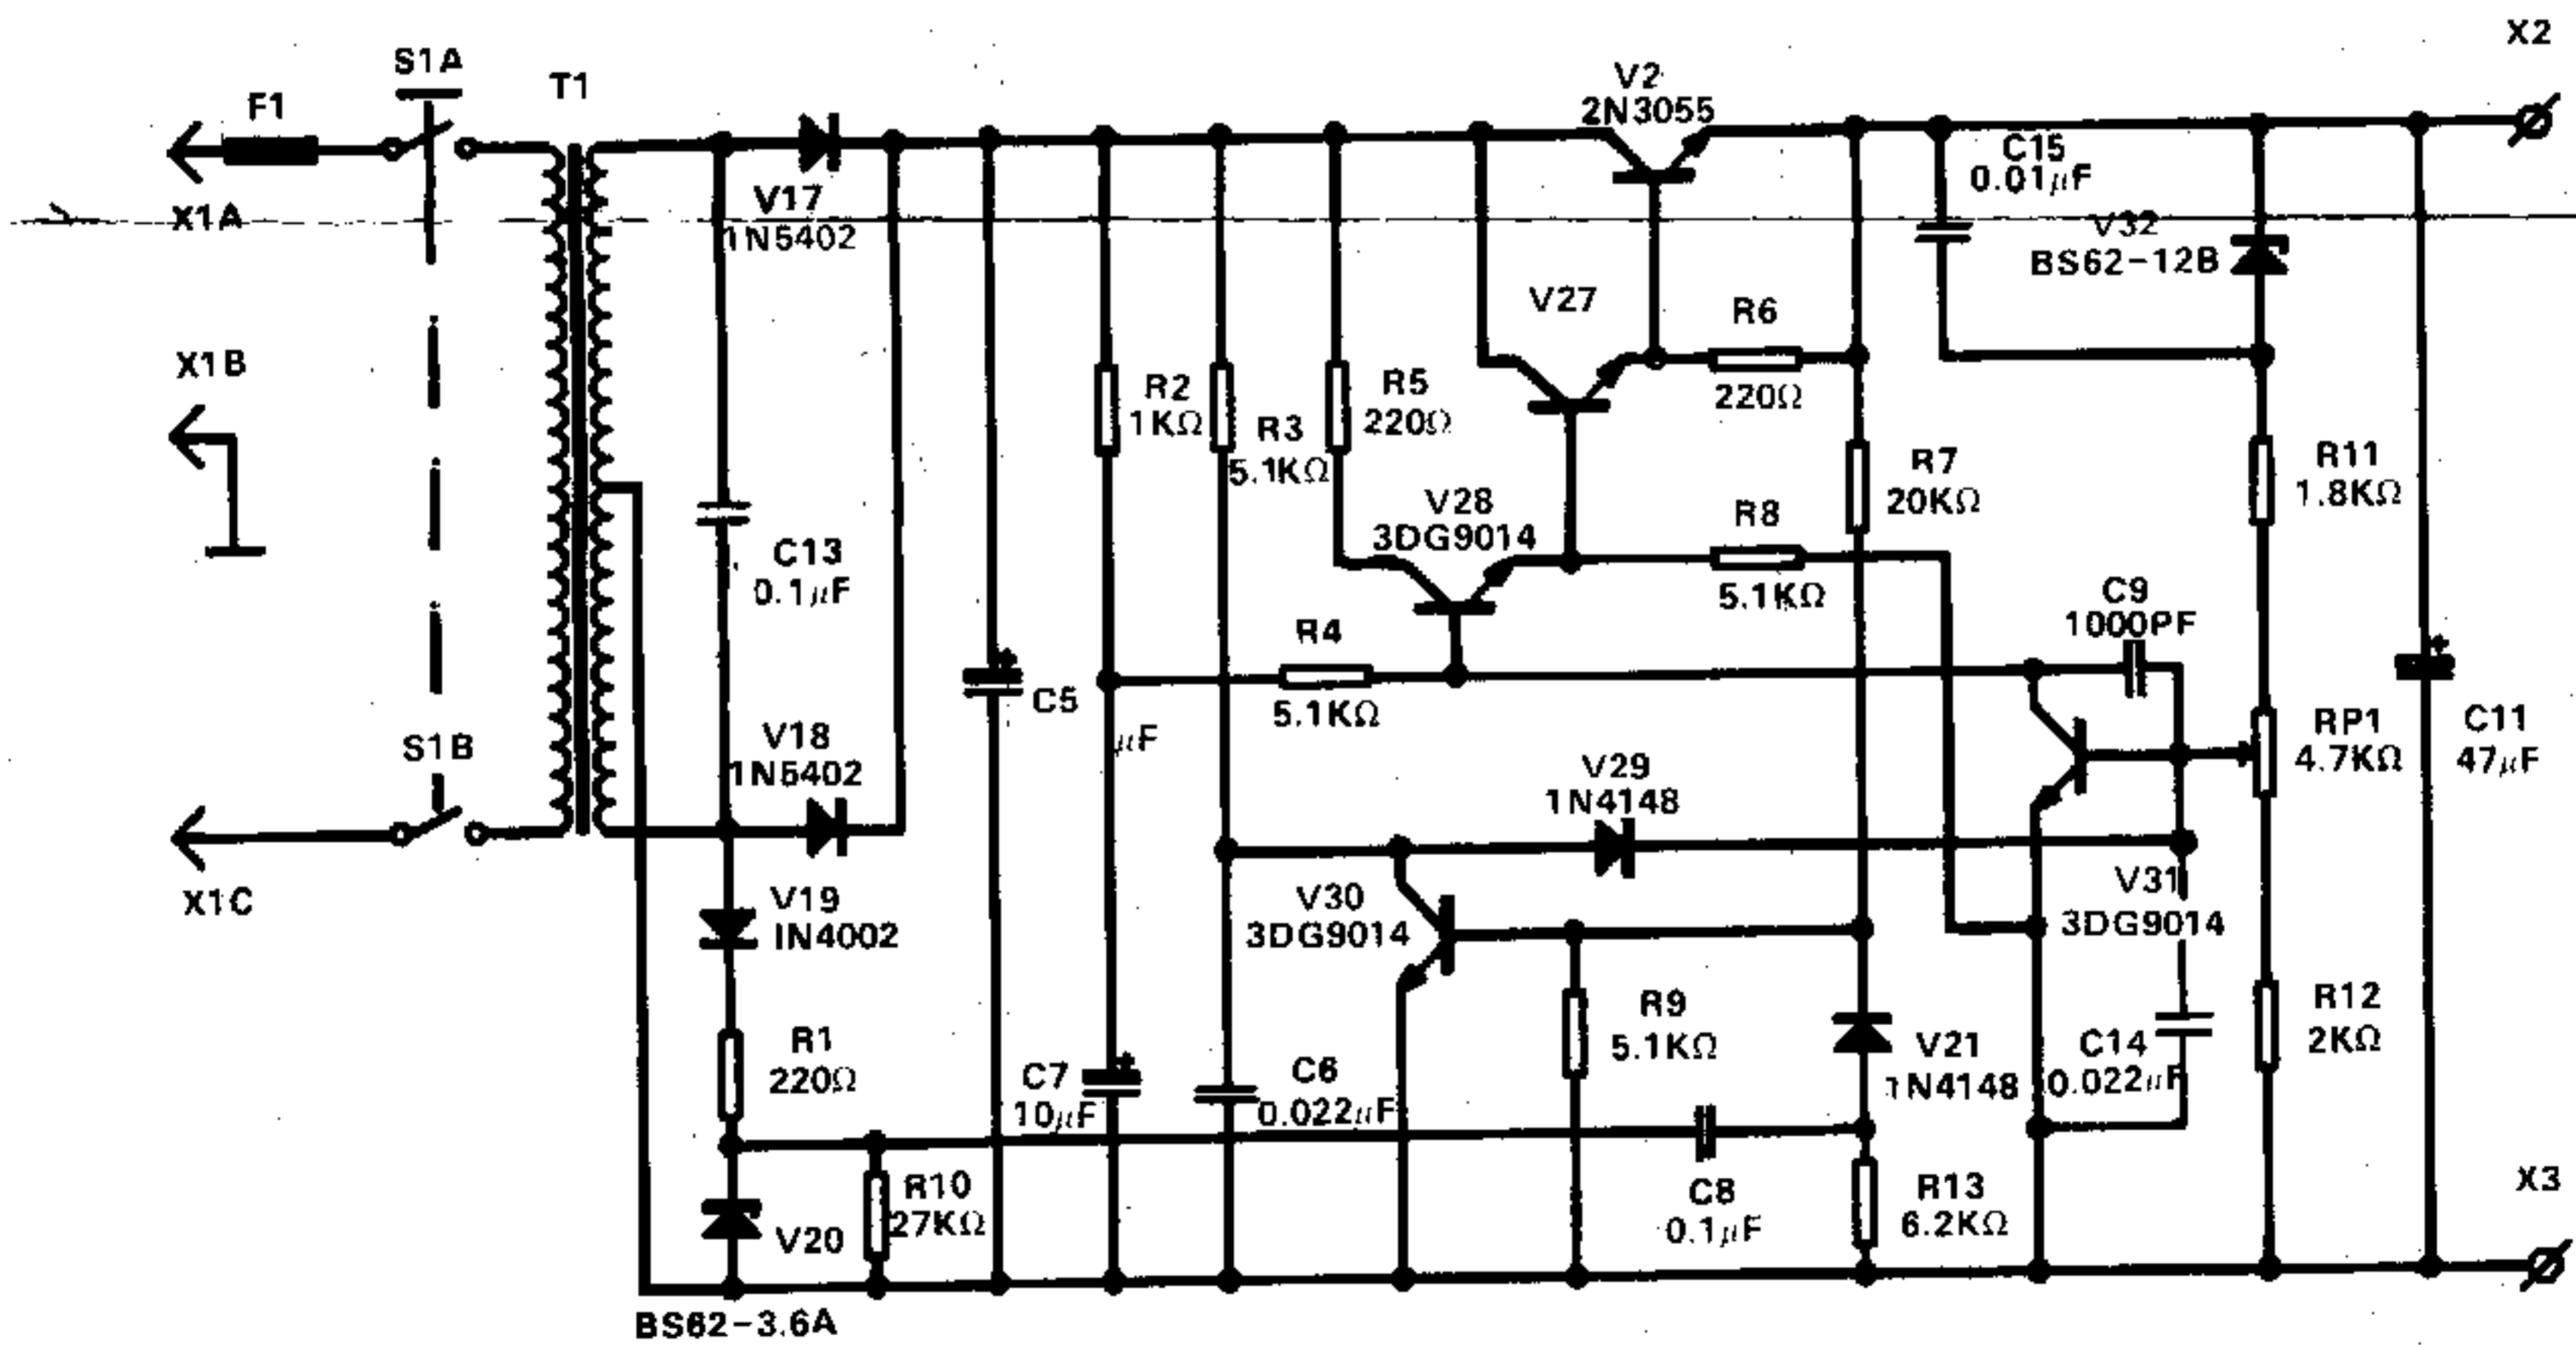 X2
S1A
T1
F1
V2
2N3055
X1A
V17
1N5402
C15
0.01μF
V32
BS62-12B
V27
R6
220Ω
X1B
R2
1KΩ
R3
5.1KΩ
R5
220Ω
R7
20KΩ
R11
1.8KΩ
V28
3DG9014
R8
5.1KΩ
C13
0.1μF
C9
1000PF
R4
5.1KΩ
C5
μF
S1B
V18
1N5402
V29
1N4148
RP1
4.7KΩ
C11
47μF
X1C
V19
IN4002
V30
3DG9014
V31
3DG9014
R1
220Ω
C7
10μF
C6
0.022μF
R9
5.1KΩ
V21
1N4148
C14
0.022μF
R12
2KΩ
R10
27KΩ
V20
C8
0.1μF
R13
6.2KΩ
X3
BS62-3.6A